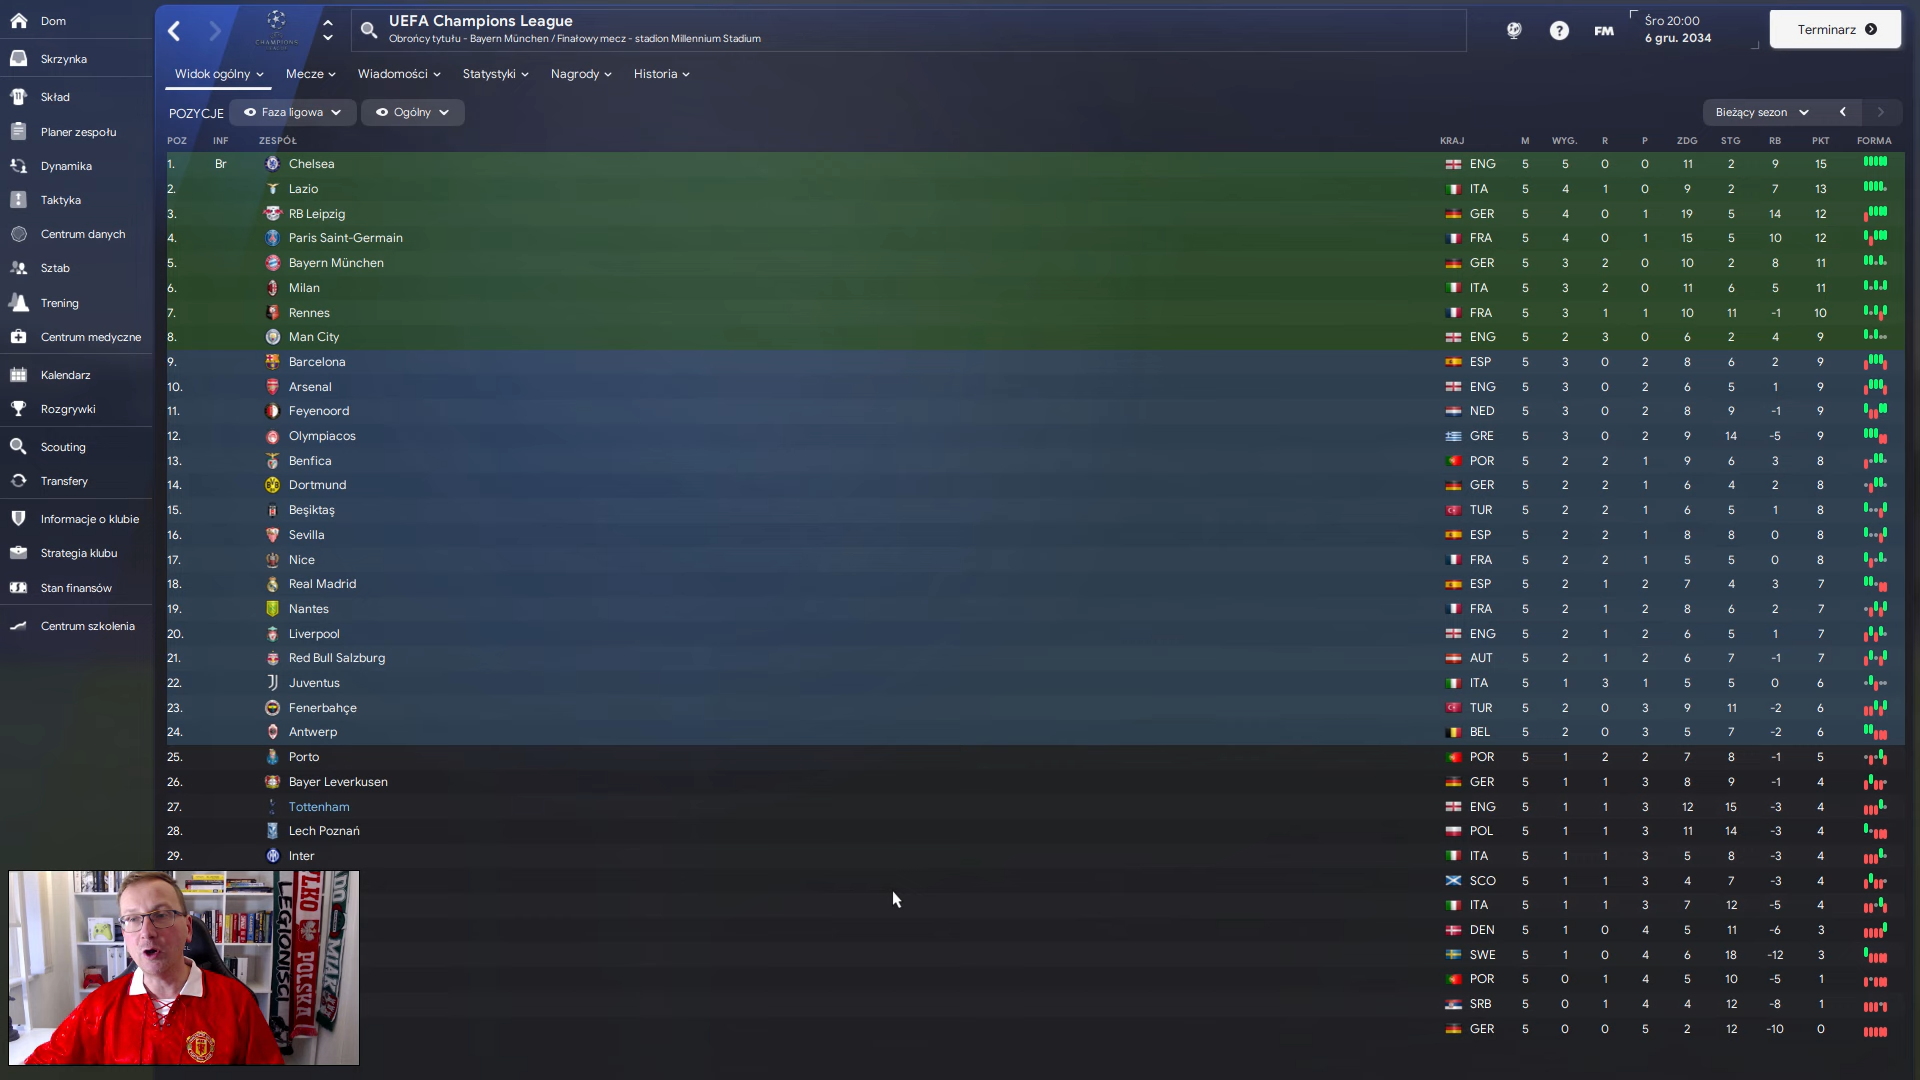 Dom
Skrzynka
Skład
Planer zespołu
Dynamika
Taktyka
Centrum danych
Sztab
Trening
Centrum medyczne
Kalendarz
Rozgrywki
Scouting
Transfery
Informacje o klubie
Strategia klubu
Stan finansów
Centrum szkolenia
UEFA Champions League
Obrońcy tytułu - Bayern München / Finałowy mecz - stadion Millennium Stadium
FM
Śro 20:00
6 gru. 2034
Terminarz
Widok ogólny Mecze Wiadomości Statystyki Nagrody Historia
POZYCJE Faza ligowa Ogólny Bieżący sezon
POZ INF ZESPÓŁ KRAJ M WYG. R P ZDG STG RB PKT FORMA
1. Br Chelsea ENG 5 5 0 0 11 2 9 15
2. Lazio ITA 5 4 1 0 9 2 7 13
3. RB Leipzig GER 5 4 0 1 19 5 14 12
4. Paris Saint-Germain FRA 5 4 0 1 15 5 10 12
5. Bayern München GER 5 3 2 0 10 2 8 11
6. Milan ITA 5 3 2 0 11 6 5 11
7. Rennes FRA 5 3 1 1 10 11 -1 10
8. Man City ENG 5 2 3 0 6 2 4 9
9. Barcelona ESP 5 3 0 2 8 6 2 9
10. Arsenal ENG 5 3 0 2 6 5 1 9
11. Feyenoord NED 5 3 0 2 8 9 -1 9
12. Olympiacos GRE 5 3 0 2 9 14 -5 9
13. Benfica POR 5 2 2 1 9 6 3 8
14. Dortmund GER 5 2 2 1 6 4 2 8
15. Beşiktaş TUR 5 2 2 1 6 5 1 8
16. Sevilla ESP 5 2 2 1 8 8 0 8
17. Nice FRA 5 2 2 1 5 5 0 8
18. Real Madrid ESP 5 2 1 2 7 4 3 7
19. Nantes FRA 5 2 1 2 8 6 2 7
20. Liverpool ENG 5 2 1 2 6 5 1 7
21. Red Bull Salzburg AUT 5 2 1 2 6 7 -1 7
22. Juventus ITA 5 1 3 1 5 5 0 6
23. Fenerbahçe TUR 5 2 0 3 9 11 -2 6
24. Antwerp BEL 5 2 0 3 5 7 -2 6
25. Porto POR 5 1 2 2 7 8 -1 5
26. Bayer Leverkusen GER 5 1 1 3 8 9 -1 4
27. Tottenham ENG 5 1 1 3 12 15 -3 4
28. Lech Poznań POL 5 1 1 3 11 14 -3 4
29. Inter ITA 5 1 1 3 5 8 -3 4
SCO 5 1 1 3 4 7 -3 4
ITA 5 1 1 3 7 12 -5 4
DEN 5 1 0 4 5 11 -6 3
SWE 5 1 0 4 6 18 -12 3
POR 5 0 1 4 5 10 -5 1
SRB 5 0 1 4 4 12 -8 1
GER 5 0 0 5 2 12 -10 0
LEGIONIŚCI
YLKO
POLSKA